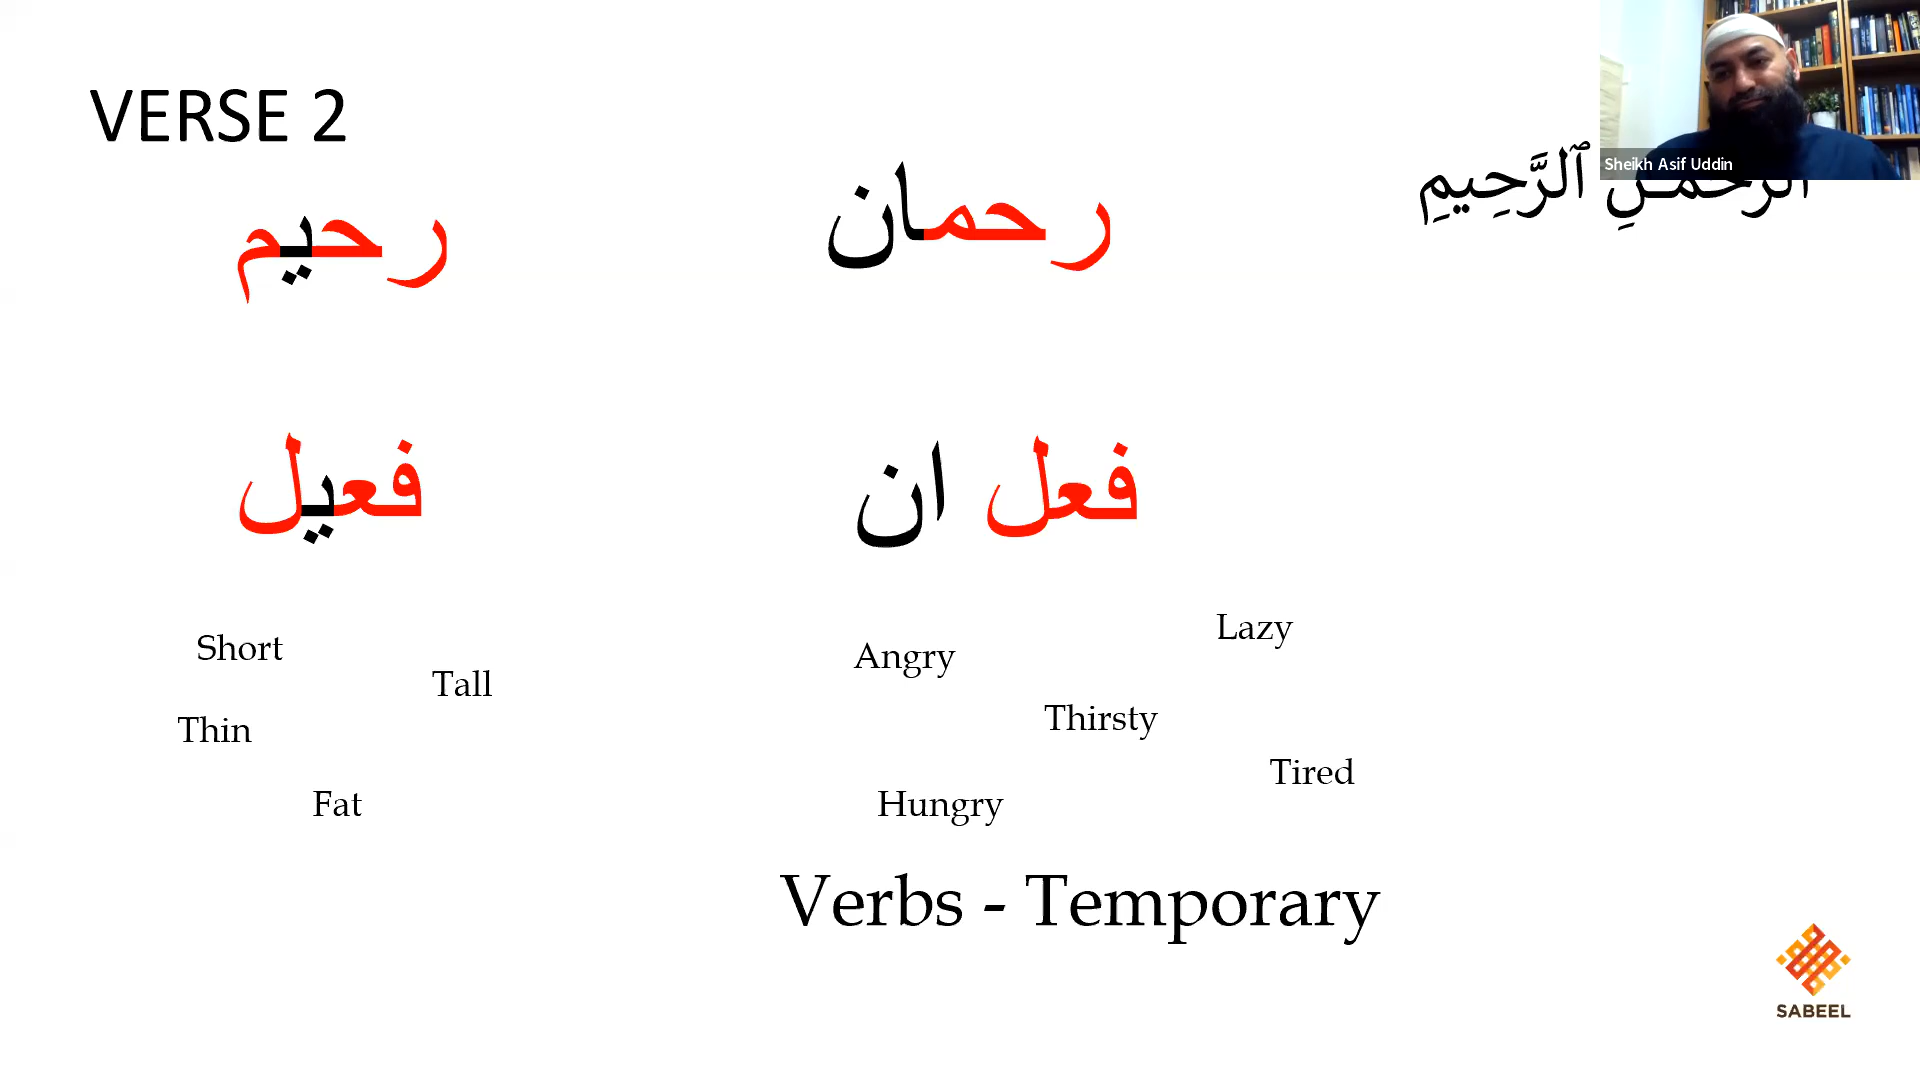 VERSE 2
Sheikh Asif Uddin
ٱلرَّحْمَـٰنِ ٱلرَّحِيمِ
رحمان
رحيم
فعل ان
فعيل
Short
Tall
Thin
Fat
Lazy
Angry
Thirsty
Tired
Hungry
Verbs - Temporary
SABEEL